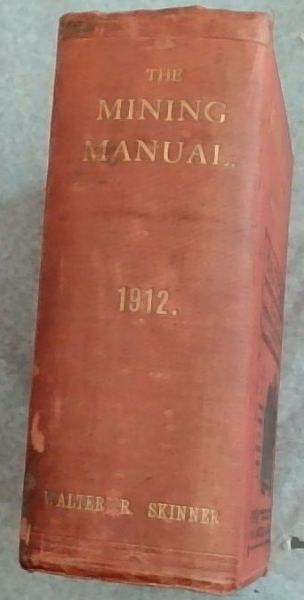 THE
MINING
MANUAL.
1912.
WALTER R. SKINNER